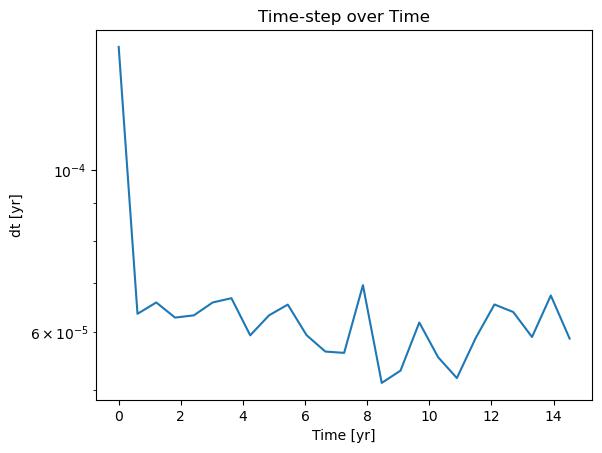 Time-step over Time
dt [yr]
10⁻⁴
6 × 10⁻⁵
0 2 4 6 8 10 12 14
Time [yr]